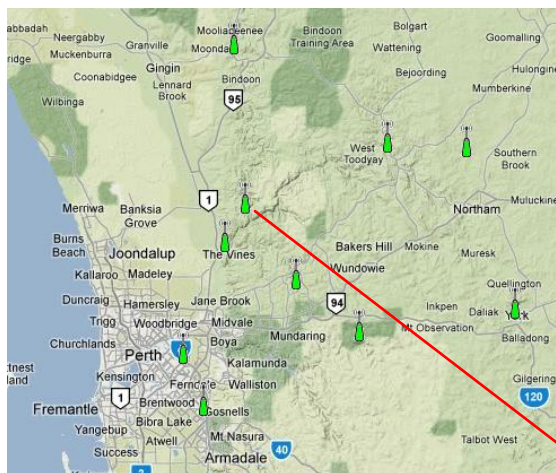 Mooliabeenee
Bolgart
Goomalling
Neergabby
Granville
Moondah
Bindoon
Training Area
Wattening
Muckenburra
Gingin
Bejoording
Hulongine
Coonabidgee
Lennard
Brook
Bindoon
Mumberkine
Wilbinga
95
West
Toodyay
Southern
Brook
1
Merriwa
Banksia
Grove
Northam
Muluckine
Burns
Beach
Joondalup
The Vines
Bakers Hill
Mokine
Muresk
Kallaroo
Madeley
Wundowie
Quellington
Duncraig
Hamersley
Jane Brook
94
Inkpen
Daliak
York
Trigg
Woodbridge
Midvale
Mt Observation
Churchlands
Boya
Mundaring
Balladong
Perth
Kalamunda
Kensington
Ferndale
Walliston
Gilgering
1
Brentwood
120
Fremantle
Gosnells
Bibra Lake
Yangebup
Atwell
Mt Nasura
Talbot West
Success
Armadale
40
2